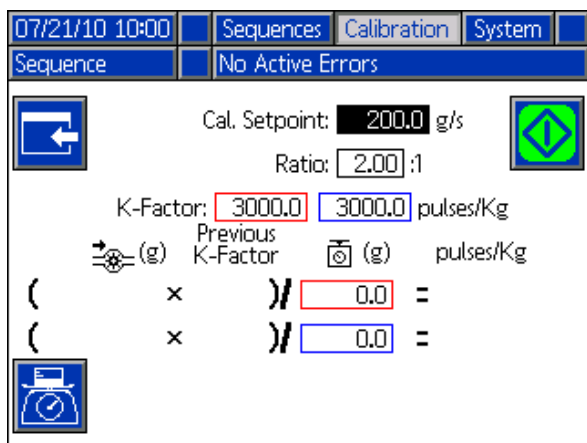 07/21/10 10:00 Sequences Calibration System
Sequence No Active Errors
Cal. Setpoint: 200.0 g/s
Ratio: 2.00 :1
K-Factor: 3000.0 3000.0 pulses/Kg
(g) Previous K-Factor (g) pulses/Kg
( × )/ 0.0 =
( × )/ 0.0 =